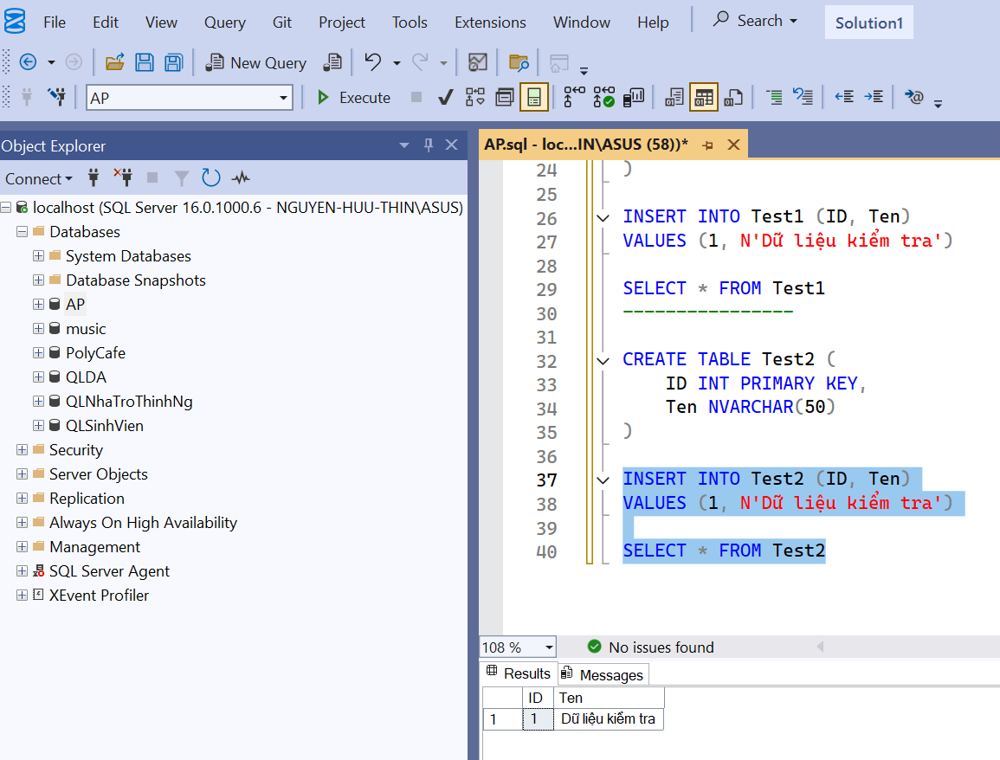 File Edit View Query Git Project Tools Extensions Window Help Search Solution1
New Query
AP Execute
Object Explorer
Connect
localhost (SQL Server 16.0.1000.6 - NGUYEN-HUU-THIN\ASUS)
Databases
System Databases
Database Snapshots
AP
music
PolyCafe
QLDA
QLNhaTroThinhNg
QLSinhVien
Security
Server Objects
Replication
Always On High Availability
Management
SQL Server Agent
XEvent Profiler
AP.sql - loc...IN\ASUS (58))*
24 )
25
26 INSERT INTO Test1 (ID, Ten)
27 VALUES (1, N'Dữ liệu kiểm tra')
28
29 SELECT * FROM Test1
30 ----------------
31
32 CREATE TABLE Test2 (
33 ID INT PRIMARY KEY,
34 Ten NVARCHAR(50)
35 )
36
37 INSERT INTO Test2 (ID, Ten)
38 VALUES (1, N'Dữ liệu kiểm tra')
39
40 SELECT * FROM Test2
108 % No issues found
Results Messages
ID Ten
1 1 Dữ liệu kiểm tra